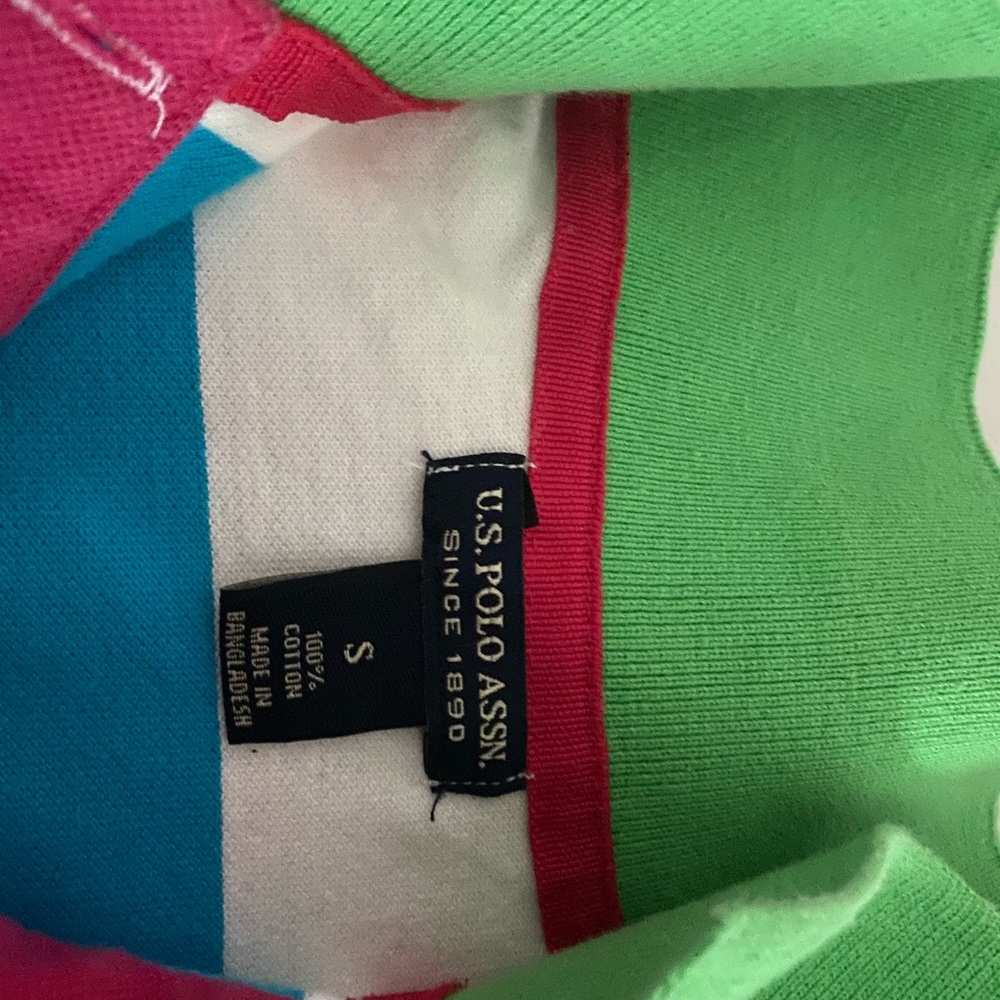 U.S. POLO ASSN.
SINCE 1890
S
100%
COTTON
MADE IN
BANGLADESH